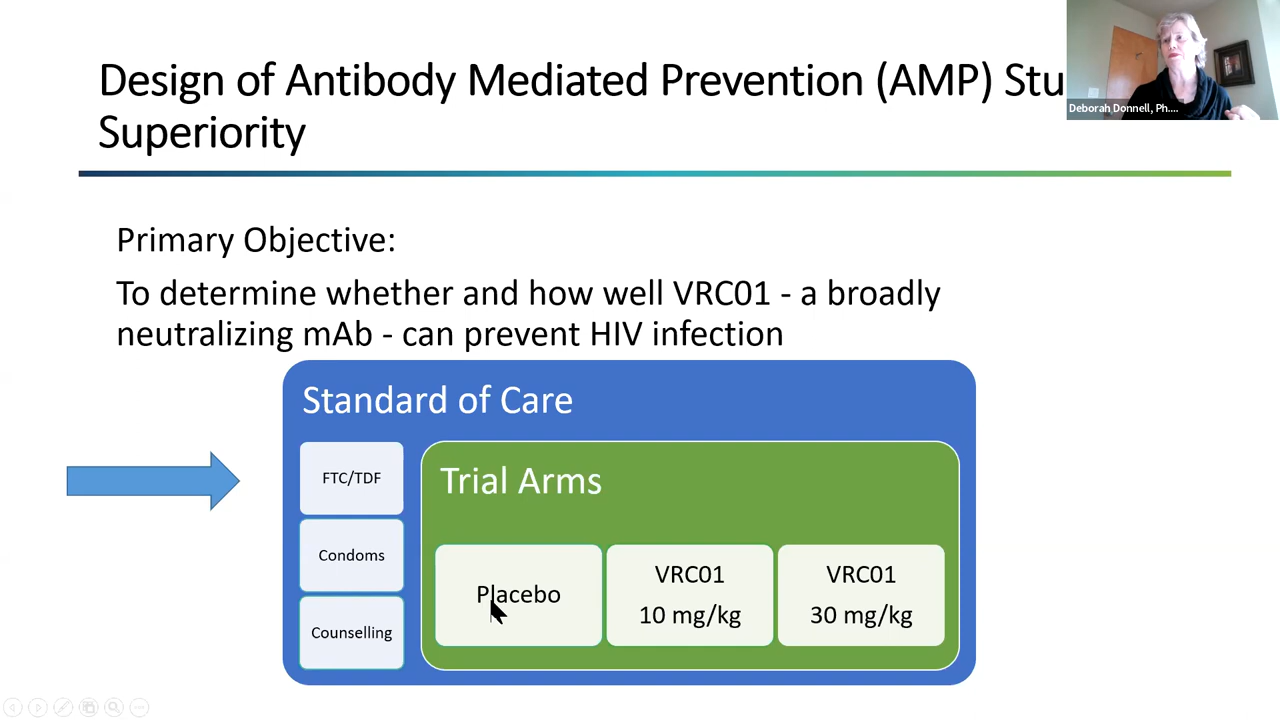 Design of Antibody Mediated Prevention (AMP)
Superiority
Deborah Donnell, Ph....
Primary Objective:
To determine whether and how well VRC01 - a broadly
neutralizing mAb - can prevent HIV infection
Standard of Care
FTC/TDF
Condoms
Counselling
Trial Arms
Placebo
VRC01
10 mg/kg
VRC01
30 mg/kg